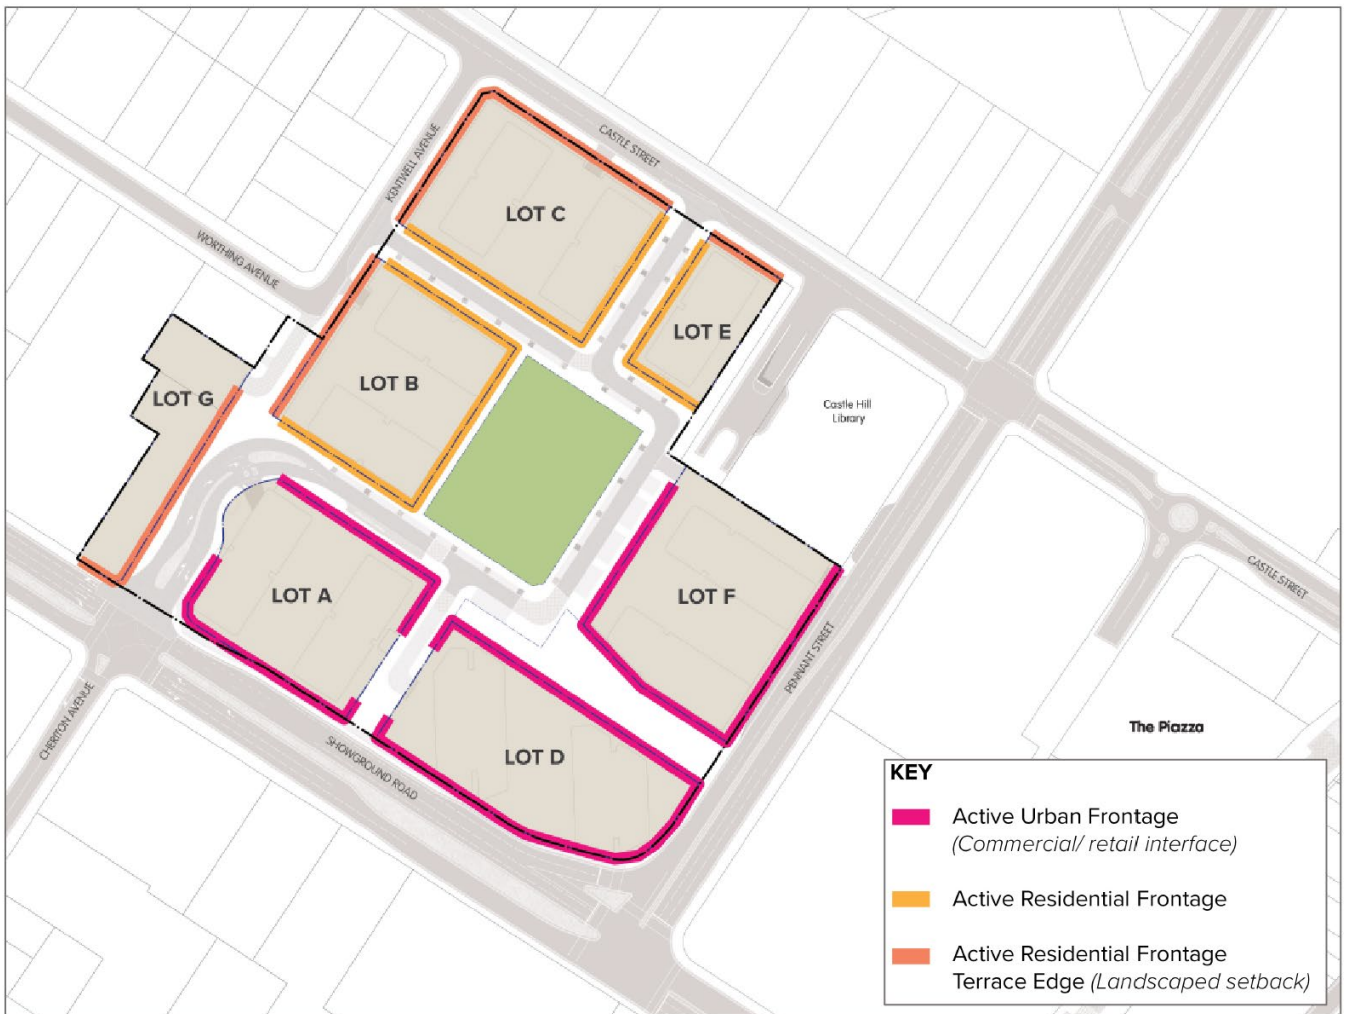 CASTLE STREET
KENTWELL AVENUE
LOT C
WORTHING AVENUE
LOT E
LOT B
LOT G
Castle Hill
Library
LOT A
LOT F
CASTLE STREET
PENNANT STREET
CHERITON AVENUE
The Piazza
LOT D
SHOWGROUND ROAD
KEY
Active Urban Frontage
(Commercial/ retail interface)
Active Residential Frontage
Active Residential Frontage
Terrace Edge (Landscaped setback)